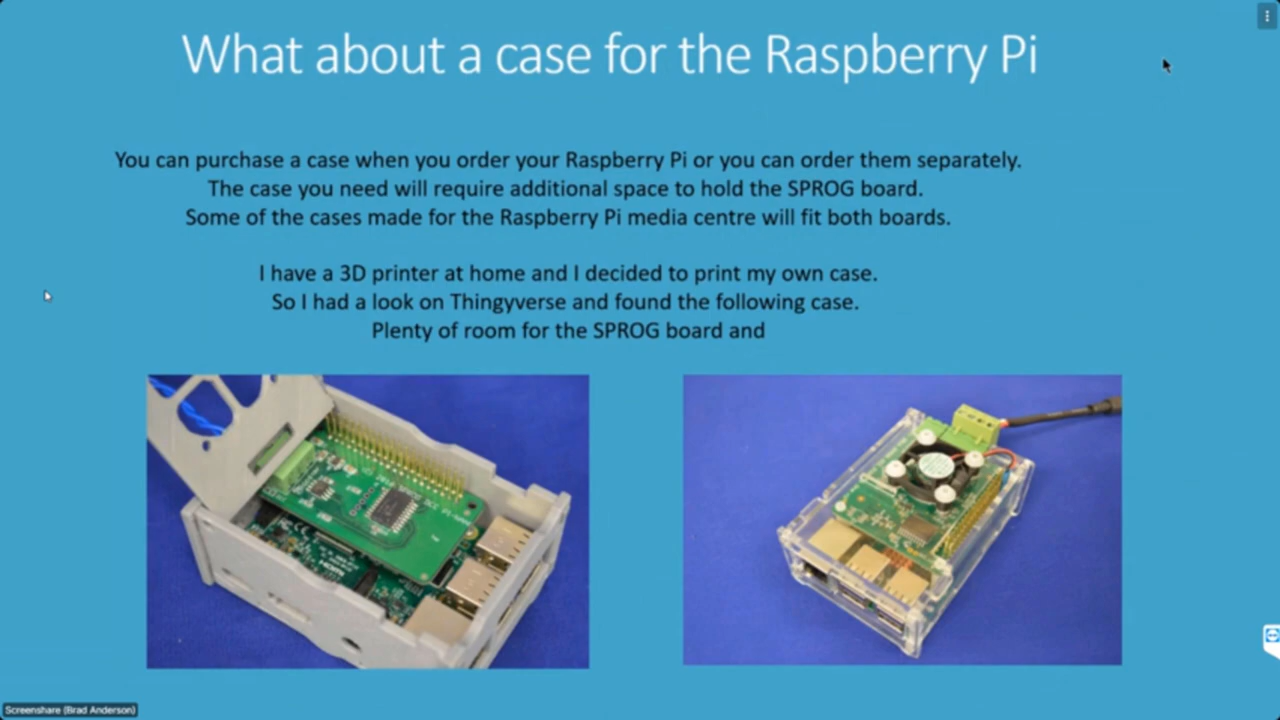 What about a case for the Raspberry Pi
You can purchase a case when you order your Raspberry Pi or you can order them separately.
The case you need will require additional space to hold the SPROG board.
Some of the cases made for the Raspberry Pi media centre will fit both boards.
I have a 3D printer at home and I decided to print my own case.
So I had a look on Thingyverse and found the following case.
Plenty of room for the SPROG board and
Screenshare (Brad Anderson)